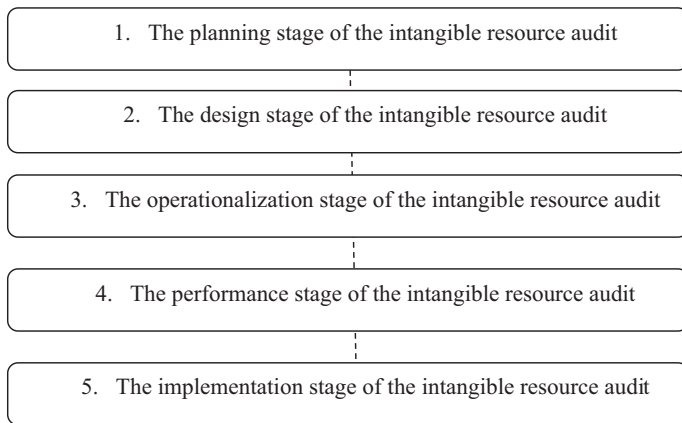 1. The planning stage of the intangible resource audit
2. The design stage of the intangible resource audit
3. The operationalization stage of the intangible resource audit
4. The performance stage of the intangible resource audit
5. The implementation stage of the intangible resource audit